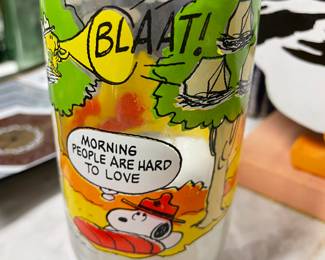 BLAAT!
MORNING
PEOPLE ARE HARD
TO LOVE